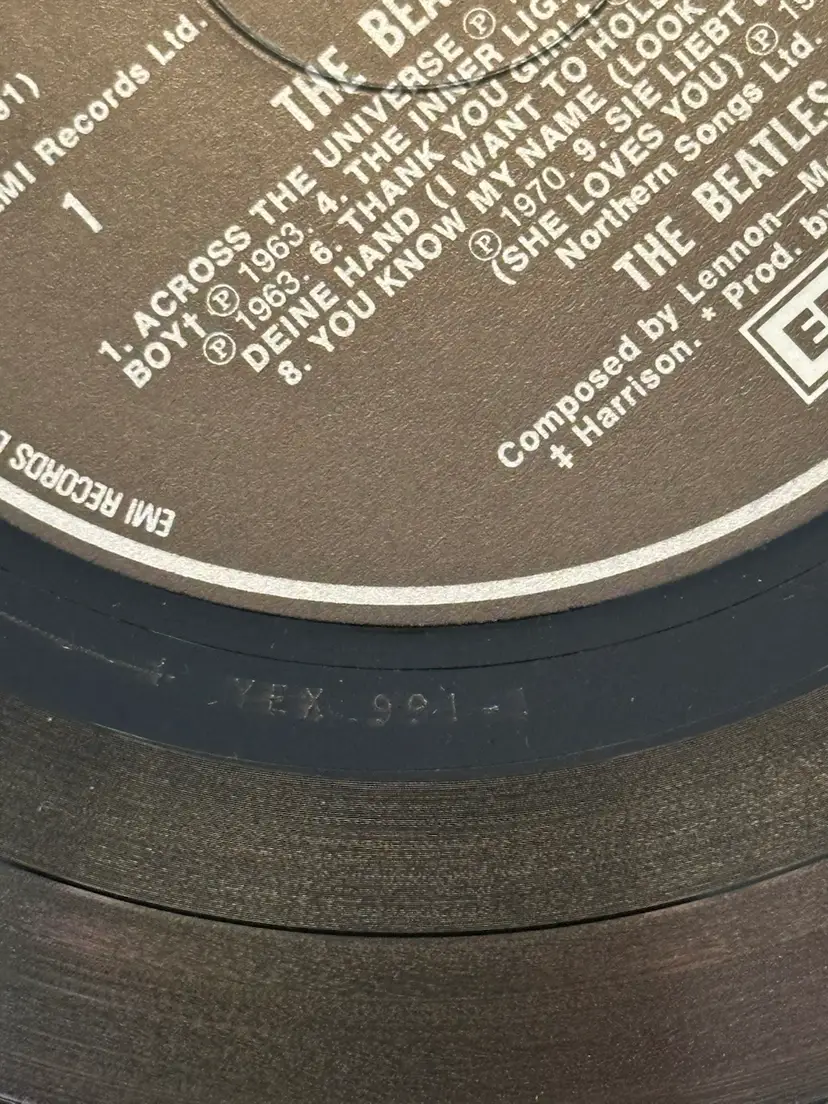 THE BEA
1. ACROSS THE UNIVERSE ℗
BOY† ℗ 1963. 4. THE INNER LIG
℗ 1963. 6. THANK YOU GIRL
DEINE HAND (I WANT TO HOLD
8. YOU KNOW MY NAME (LOOK
℗ 1970. 9. SIE LIEBT
(SHE LOVES YOU) ℗ 19
Northern Songs Ltd.
THE BEATLES
Composed by Lennon—M
‡ Harrison. * Prod. by
MI Records Ltd.
1
EMI RECORDS
YEX 991-1